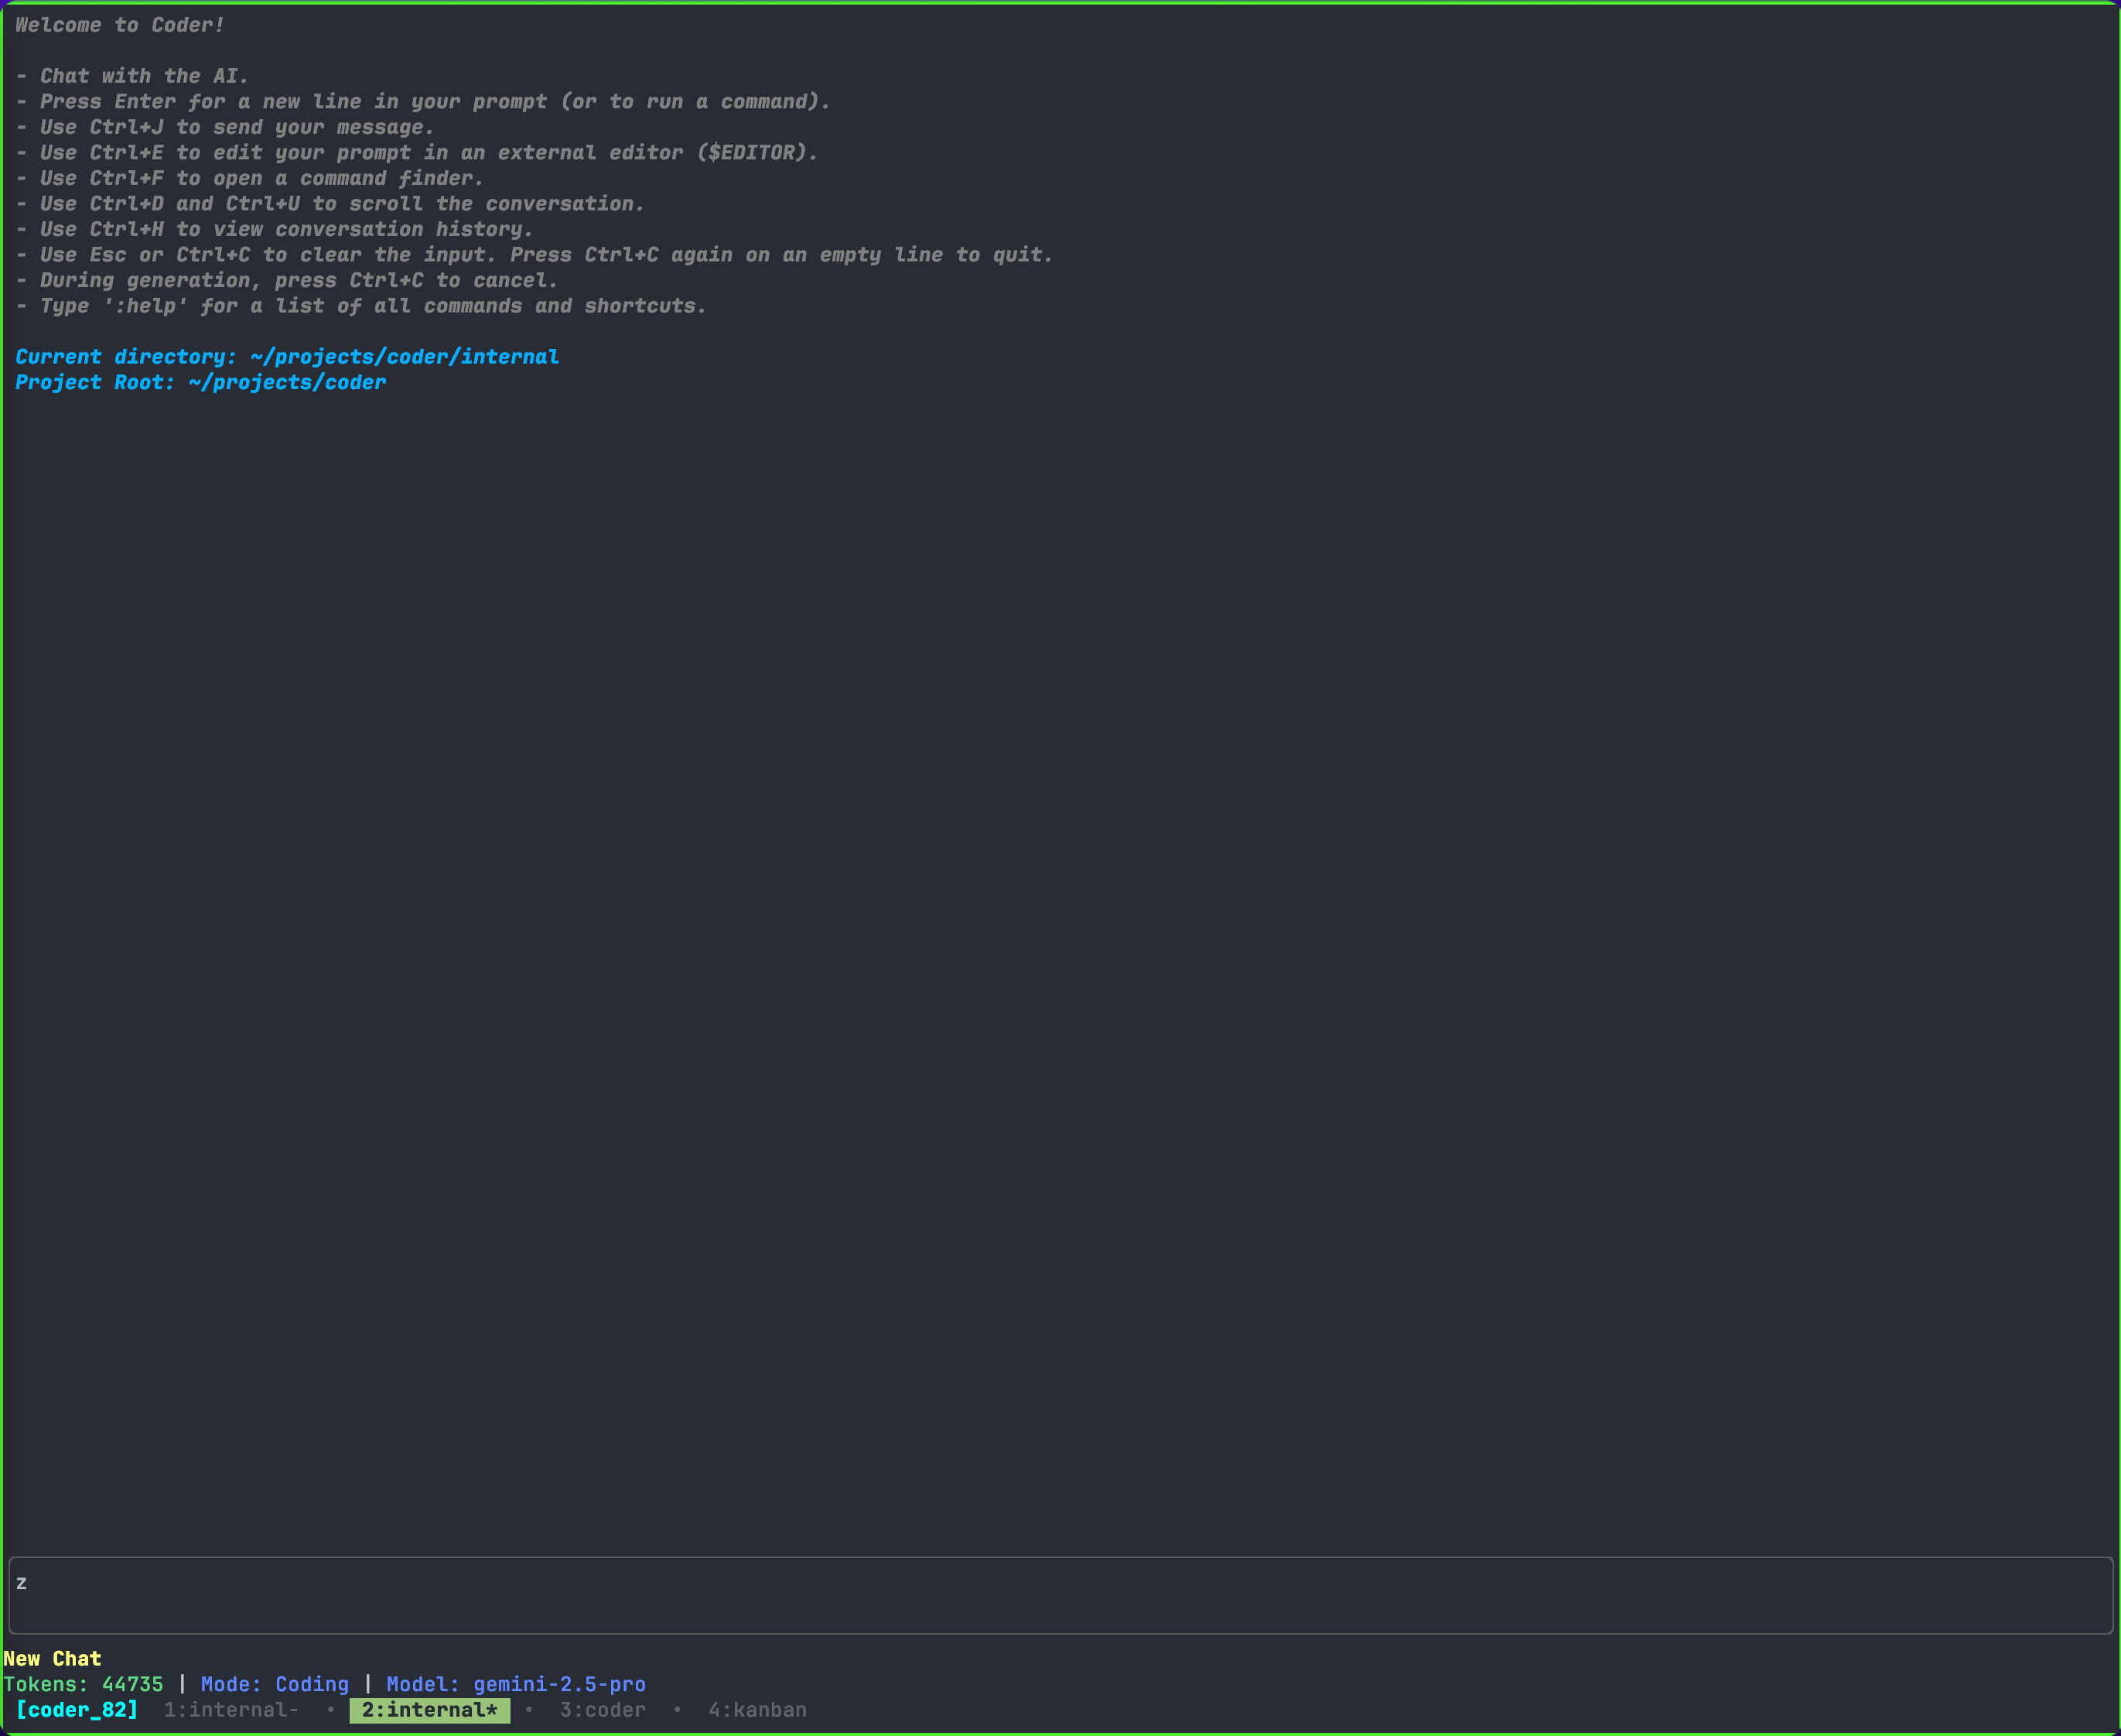 Welcome to Coder!
- Chat with the AI.
- Press Enter for a new line in your prompt (or to run a command).
- Use Ctrl+J to send your message.
- Use Ctrl+E to edit your prompt in an external editor ($EDITOR).
- Use Ctrl+F to open a command finder.
- Use Ctrl+D and Ctrl+U to scroll the conversation.
- Use Ctrl+H to view conversation history.
- Use Esc or Ctrl+C to clear the input. Press Ctrl+C again on an empty line to quit.
- During generation, press Ctrl+C to cancel.
- Type ':help' for a list of all commands and shortcuts.
Current directory: ~/projects/coder/internal
Project Root: ~/projects/coder
z
New Chat
Tokens: 44735 | Mode: Coding | Model: gemini-2.5-pro
[coder_82] 1:internal- • 2:internal* • 3:coder • 4:kanban